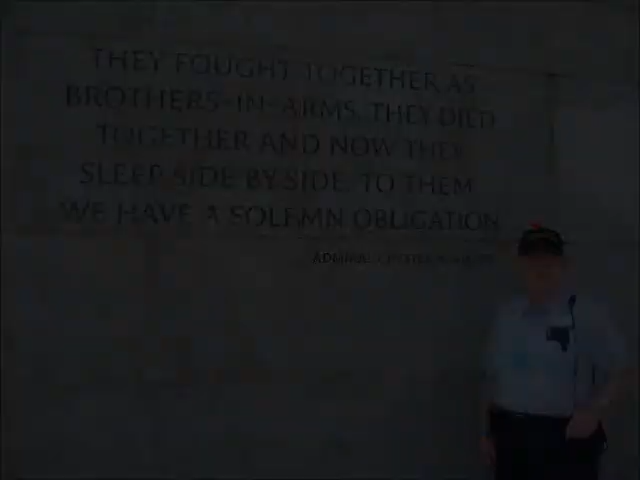 THEY FOUGHT TOGETHER AS
BROTHERS-IN-ARMS. THEY DIED
TOGETHER AND NOW THEY
SLEEP SIDE BY SIDE. TO THEM
WE HAVE A SOLEMN OBLIGATION
ADMIRAL